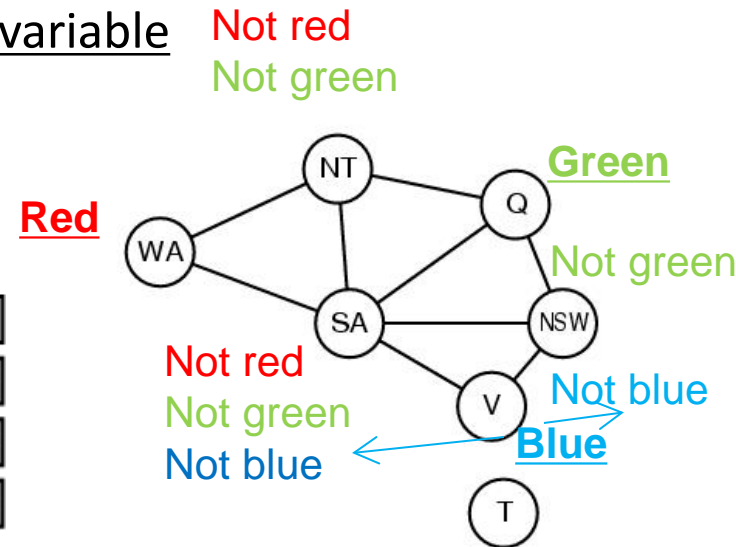 variable
Not red
Not green
NT
Green
Q
Red
WA
Not green
SA
NSW
Not red
Not green
Not blue
V
Not blue
Blue
T